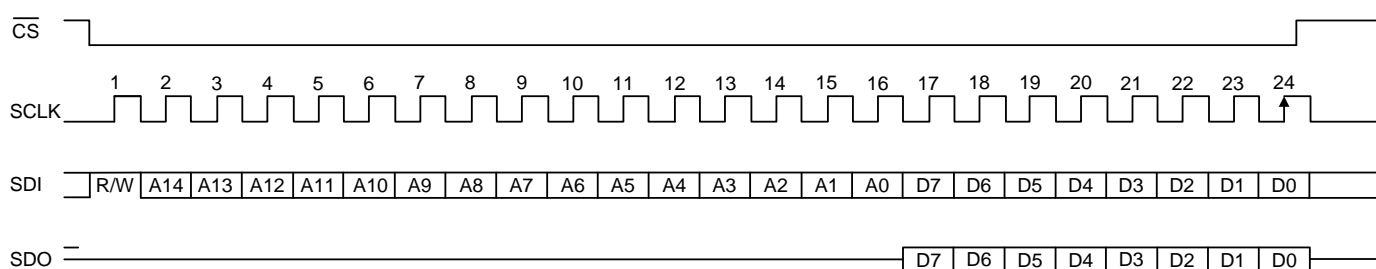 CS
1 2 3 4 5 6 7 8 9 10 11 12 13 14 15 16 17 18 19 20 21 22 23 24
SCLK
SDI R/W A14 A13 A12 A11 A10 A9 A8 A7 A6 A5 A4 A3 A2 A1 A0 D7 D6 D5 D4 D3 D2 D1 D0
SDO D7 D6 D5 D4 D3 D2 D1 D0